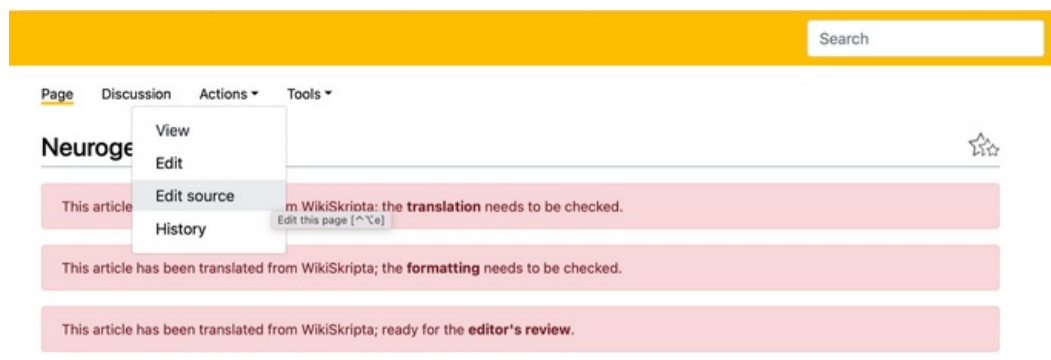 Search
Page Discussion Actions Tools
View
Neuroge
Edit
Edit source
This article m WikiSkripta: the translation needs to be checked.
Edit this page [^⌥e]
History
This article has been translated from WikiSkripta; the formatting needs to be checked.
This article has been translated from WikiSkripta; ready for the editor's review.